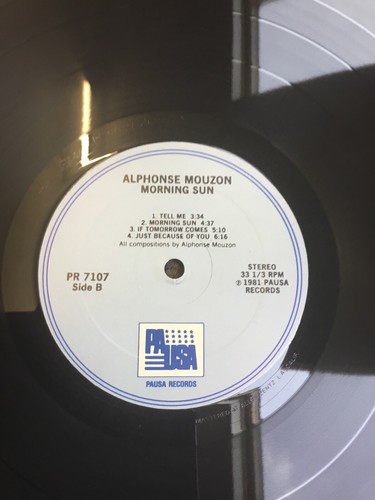 ALPHONSE MOUZON
MORNING SUN
1. TELL ME 3:34
2. MORNING SUN 4:37
3. IF TOMORROW COMES 5:10
4. JUST BECAUSE OF YOU 6:16
All compositions by Alphonse Mouzon
PR 7107
Side B
STEREO
33 1/3 RPM
℗ 1981 PAUSA
RECORDS
PAUSA
PAUSA RECORDS